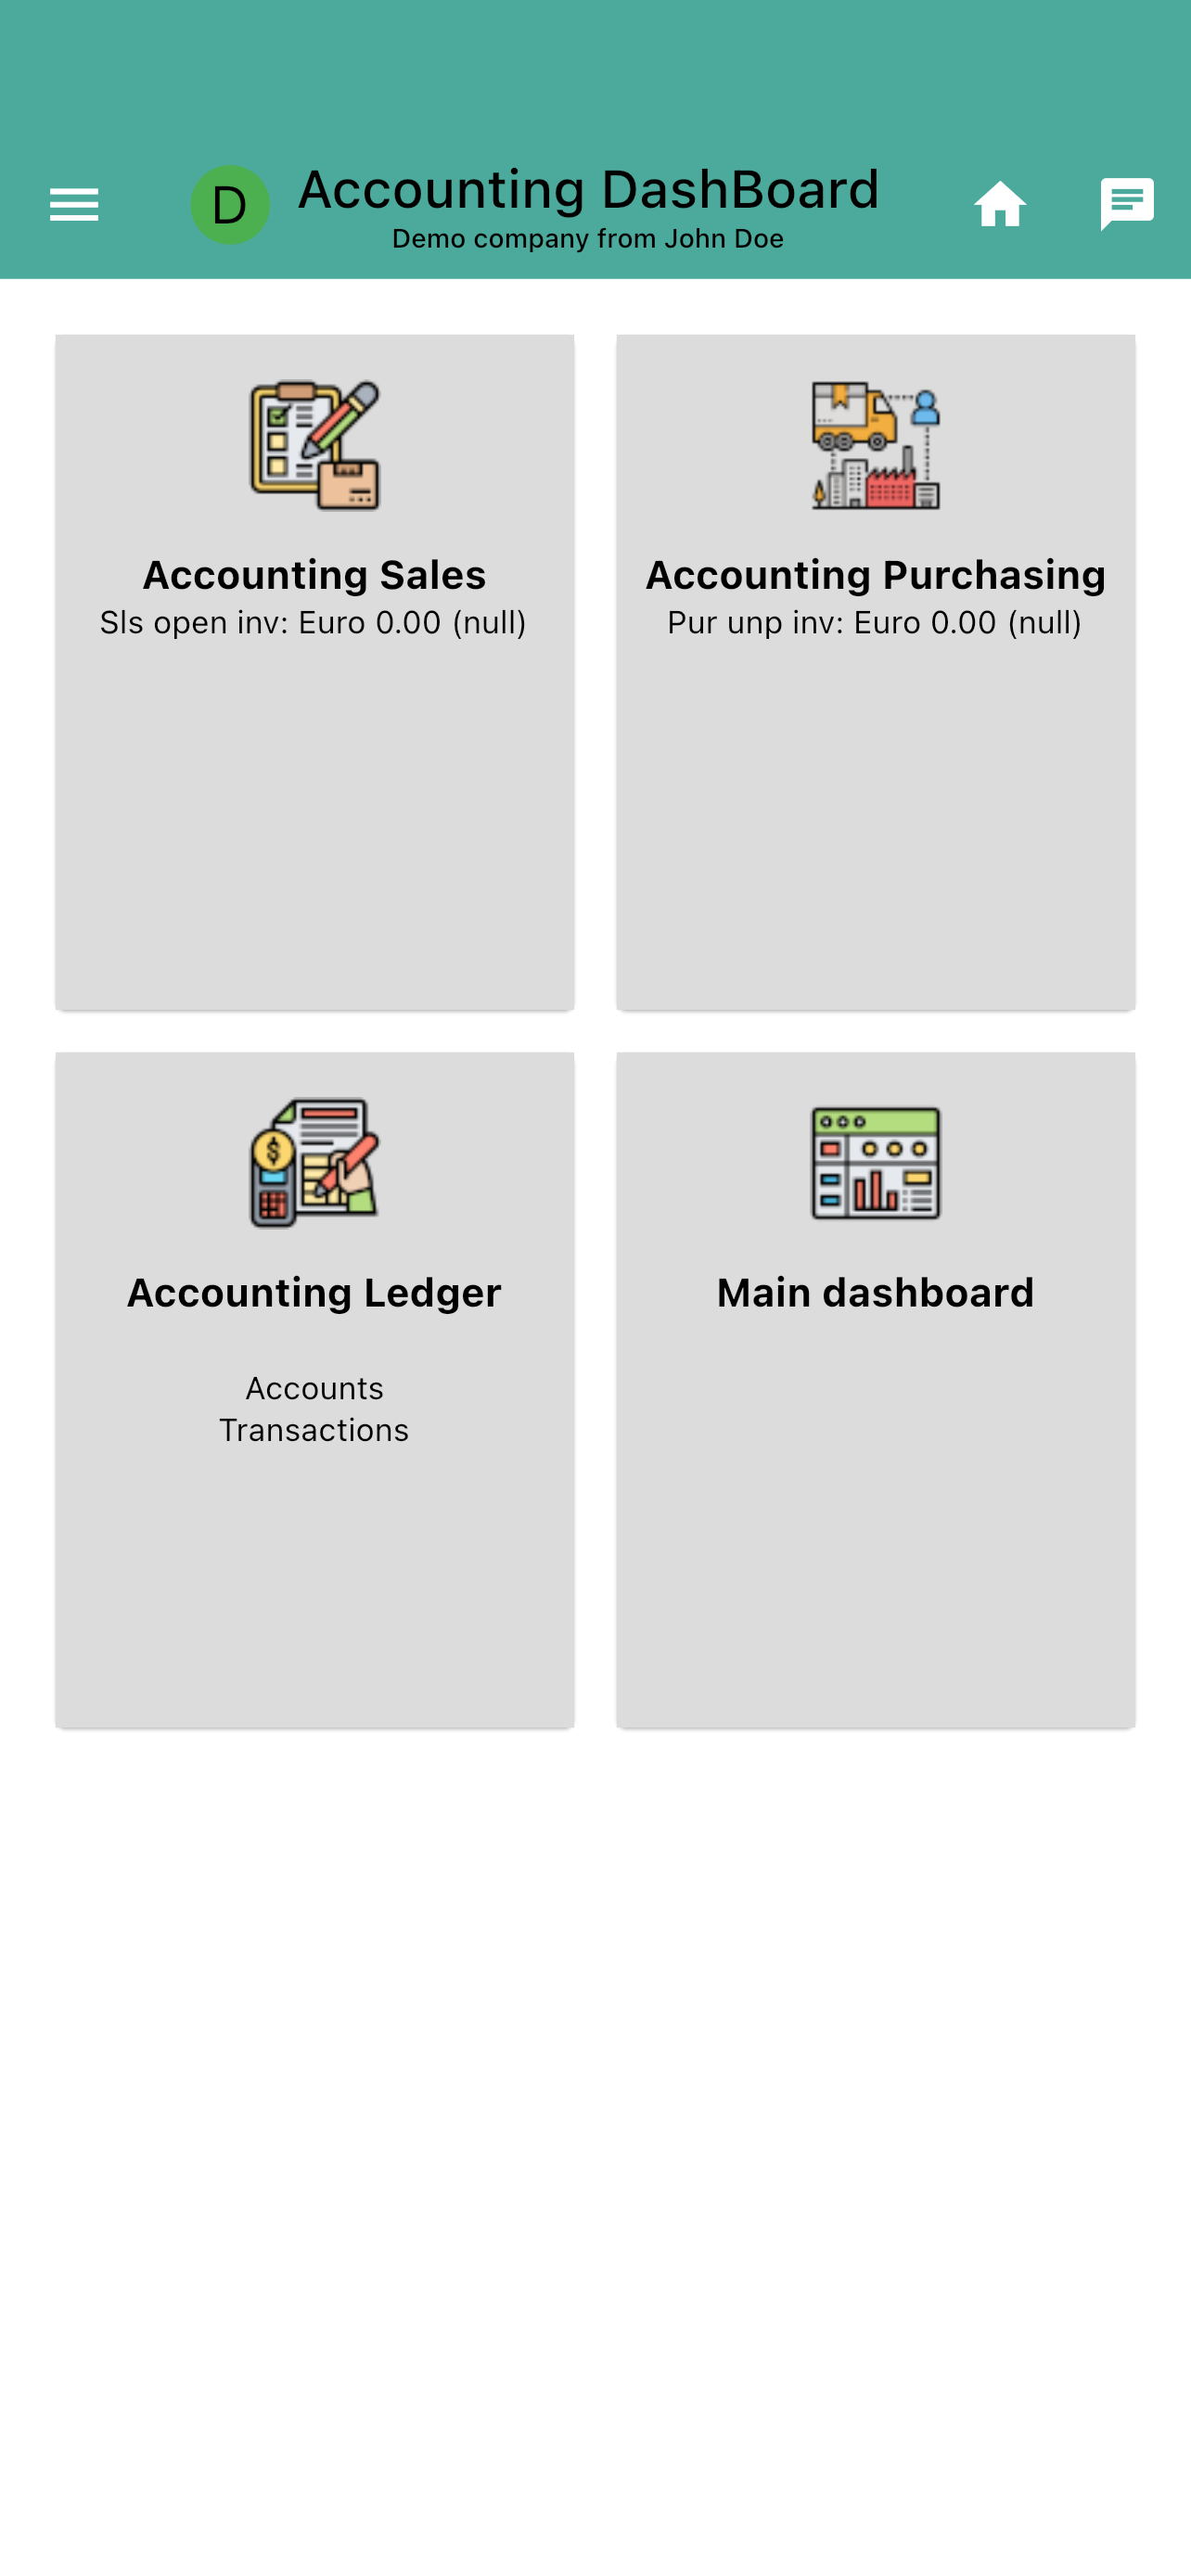 D
Accounting DashBoard
Demo company from John Doe
Accounting Sales
Sls open inv: Euro 0.00 (null)
Accounting Purchasing
Pur unp inv: Euro 0.00 (null)
Accounting Ledger
Accounts
Transactions
Main dashboard